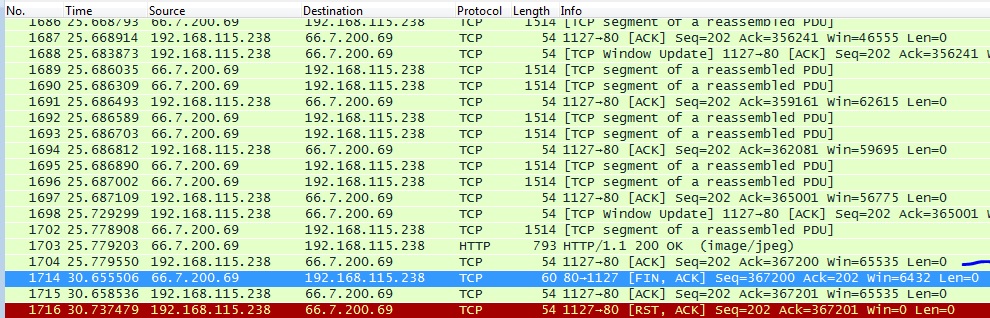 No. Time Source Destination Protocol Length Info
1686 25.668793 66.7.200.69 192.168.115.238 TCP 1514 [TCP segment of a reassembled PDU]
1687 25.668914 192.168.115.238 66.7.200.69 TCP 54 1127→80 [ACK] Seq=202 Ack=356241 Win=46555 Len=0
1688 25.683873 192.168.115.238 66.7.200.69 TCP 54 [TCP Window Update] 1127→80 [ACK] Seq=202 Ack=356241
1689 25.686035 66.7.200.69 192.168.115.238 TCP 1514 [TCP segment of a reassembled PDU]
1690 25.686309 66.7.200.69 192.168.115.238 TCP 1514 [TCP segment of a reassembled PDU]
1691 25.686493 192.168.115.238 66.7.200.69 TCP 54 1127→80 [ACK] Seq=202 Ack=359161 Win=62615 Len=0
1692 25.686589 66.7.200.69 192.168.115.238 TCP 1514 [TCP segment of a reassembled PDU]
1693 25.686703 66.7.200.69 192.168.115.238 TCP 1514 [TCP segment of a reassembled PDU]
1694 25.686812 192.168.115.238 66.7.200.69 TCP 54 1127→80 [ACK] Seq=202 Ack=362081 Win=59695 Len=0
1695 25.686890 66.7.200.69 192.168.115.238 TCP 1514 [TCP segment of a reassembled PDU]
1696 25.687002 66.7.200.69 192.168.115.238 TCP 1514 [TCP segment of a reassembled PDU]
1697 25.687109 192.168.115.238 66.7.200.69 TCP 54 1127→80 [ACK] Seq=202 Ack=365001 Win=56775 Len=0
1698 25.729299 192.168.115.238 66.7.200.69 TCP 54 [TCP Window Update] 1127→80 [ACK] Seq=202 Ack=365001
1702 25.778908 66.7.200.69 192.168.115.238 TCP 1514 [TCP segment of a reassembled PDU]
1703 25.779203 66.7.200.69 192.168.115.238 HTTP 793 HTTP/1.1 200 OK (image/jpeg)
1704 25.779550 192.168.115.238 66.7.200.69 TCP 54 1127→80 [ACK] Seq=202 Ack=367200 Win=65535 Len=0
1714 30.655506 66.7.200.69 192.168.115.238 TCP 60 80→1127 [FIN, ACK] Seq=367200 Ack=202 Win=6432 Len=0
1715 30.658536 192.168.115.238 66.7.200.69 TCP 54 1127→80 [ACK] Seq=202 Ack=367201 Win=65535 Len=0
1716 30.737479 192.168.115.238 66.7.200.69 TCP 54 1127→80 [RST, ACK] Seq=202 Ack=367201 Win=0 Len=0